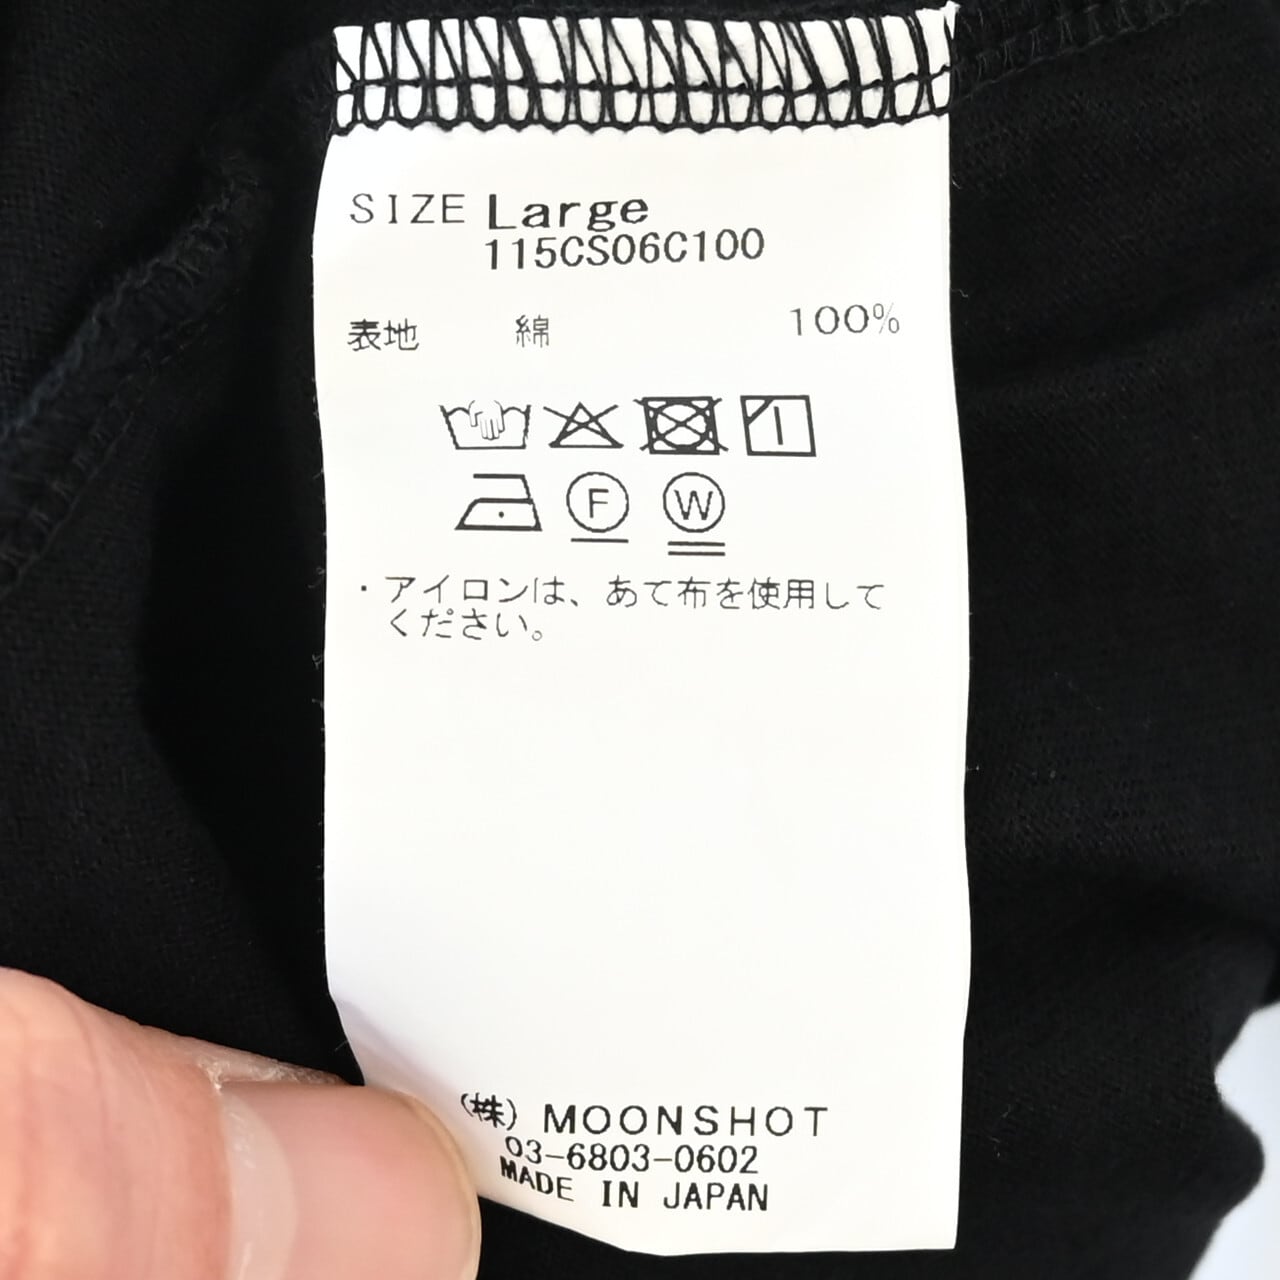 SIZE Large
115CS06C100
表地 綿 100%
F W
・アイロンは、あて布を使用して
ください。
(株) MOONSHOT
03-6803-0602
MADE IN JAPAN